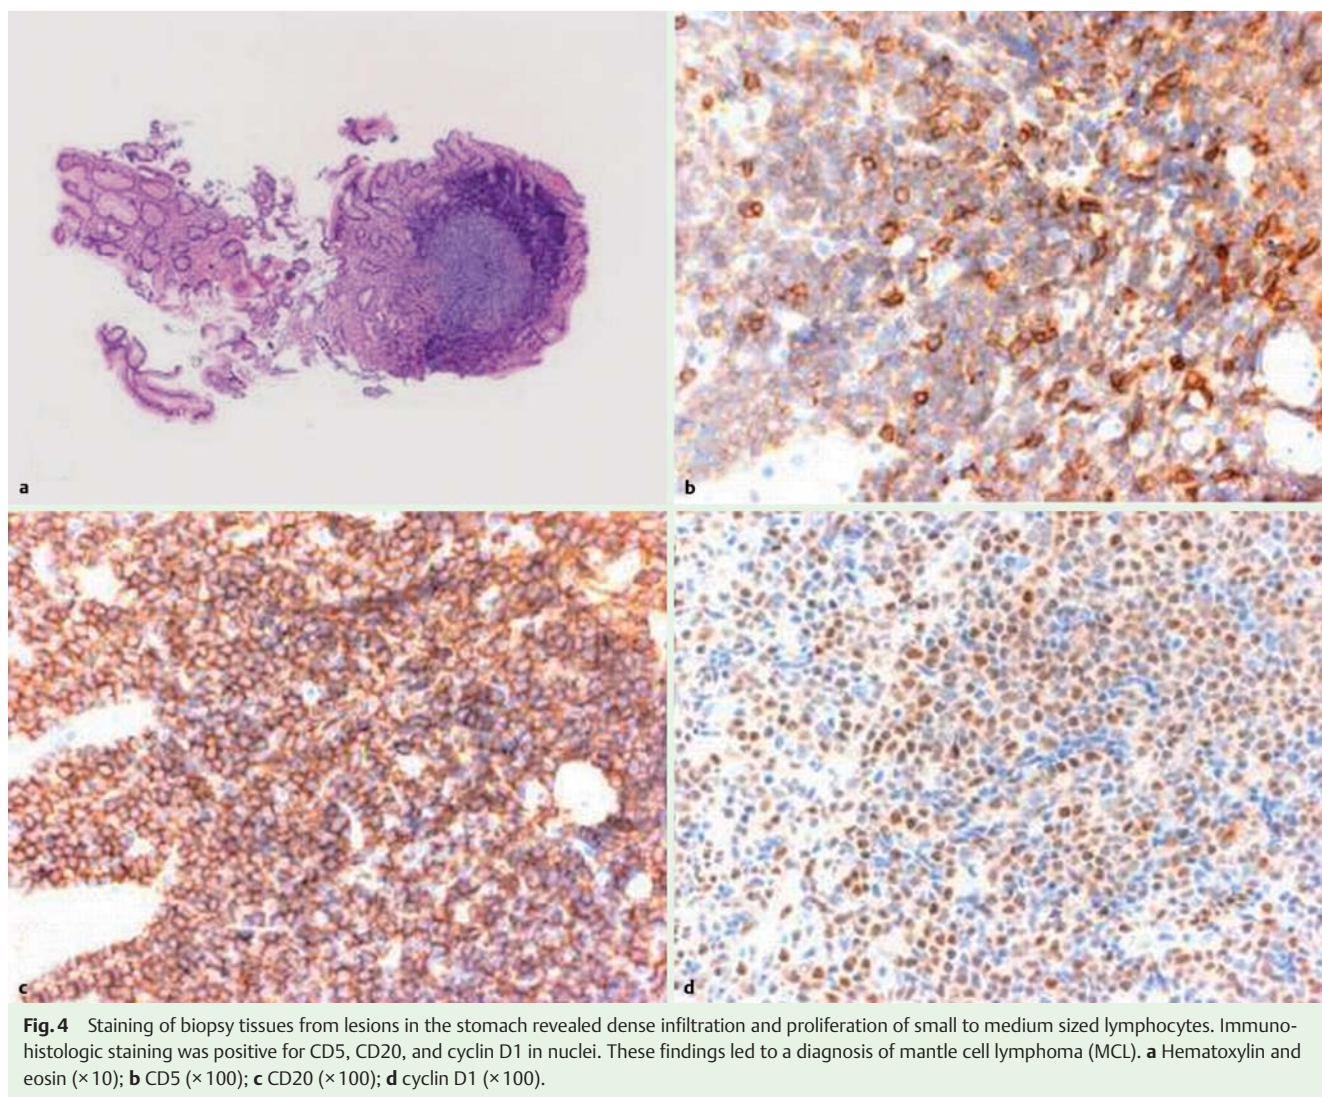 a
b
c
d
Fig. 4 Staining of biopsy tissues from lesions in the stomach revealed dense infiltration and proliferation of small to medium sized lymphocytes. Immuno-
histologic staining was positive for CD5, CD20, and cyclin D1 in nuclei. These findings led to a diagnosis of mantle cell lymphoma (MCL). a Hematoxylin and
eosin (×10); b CD5 (×100); c CD20 (×100); d cyclin D1 (×100).